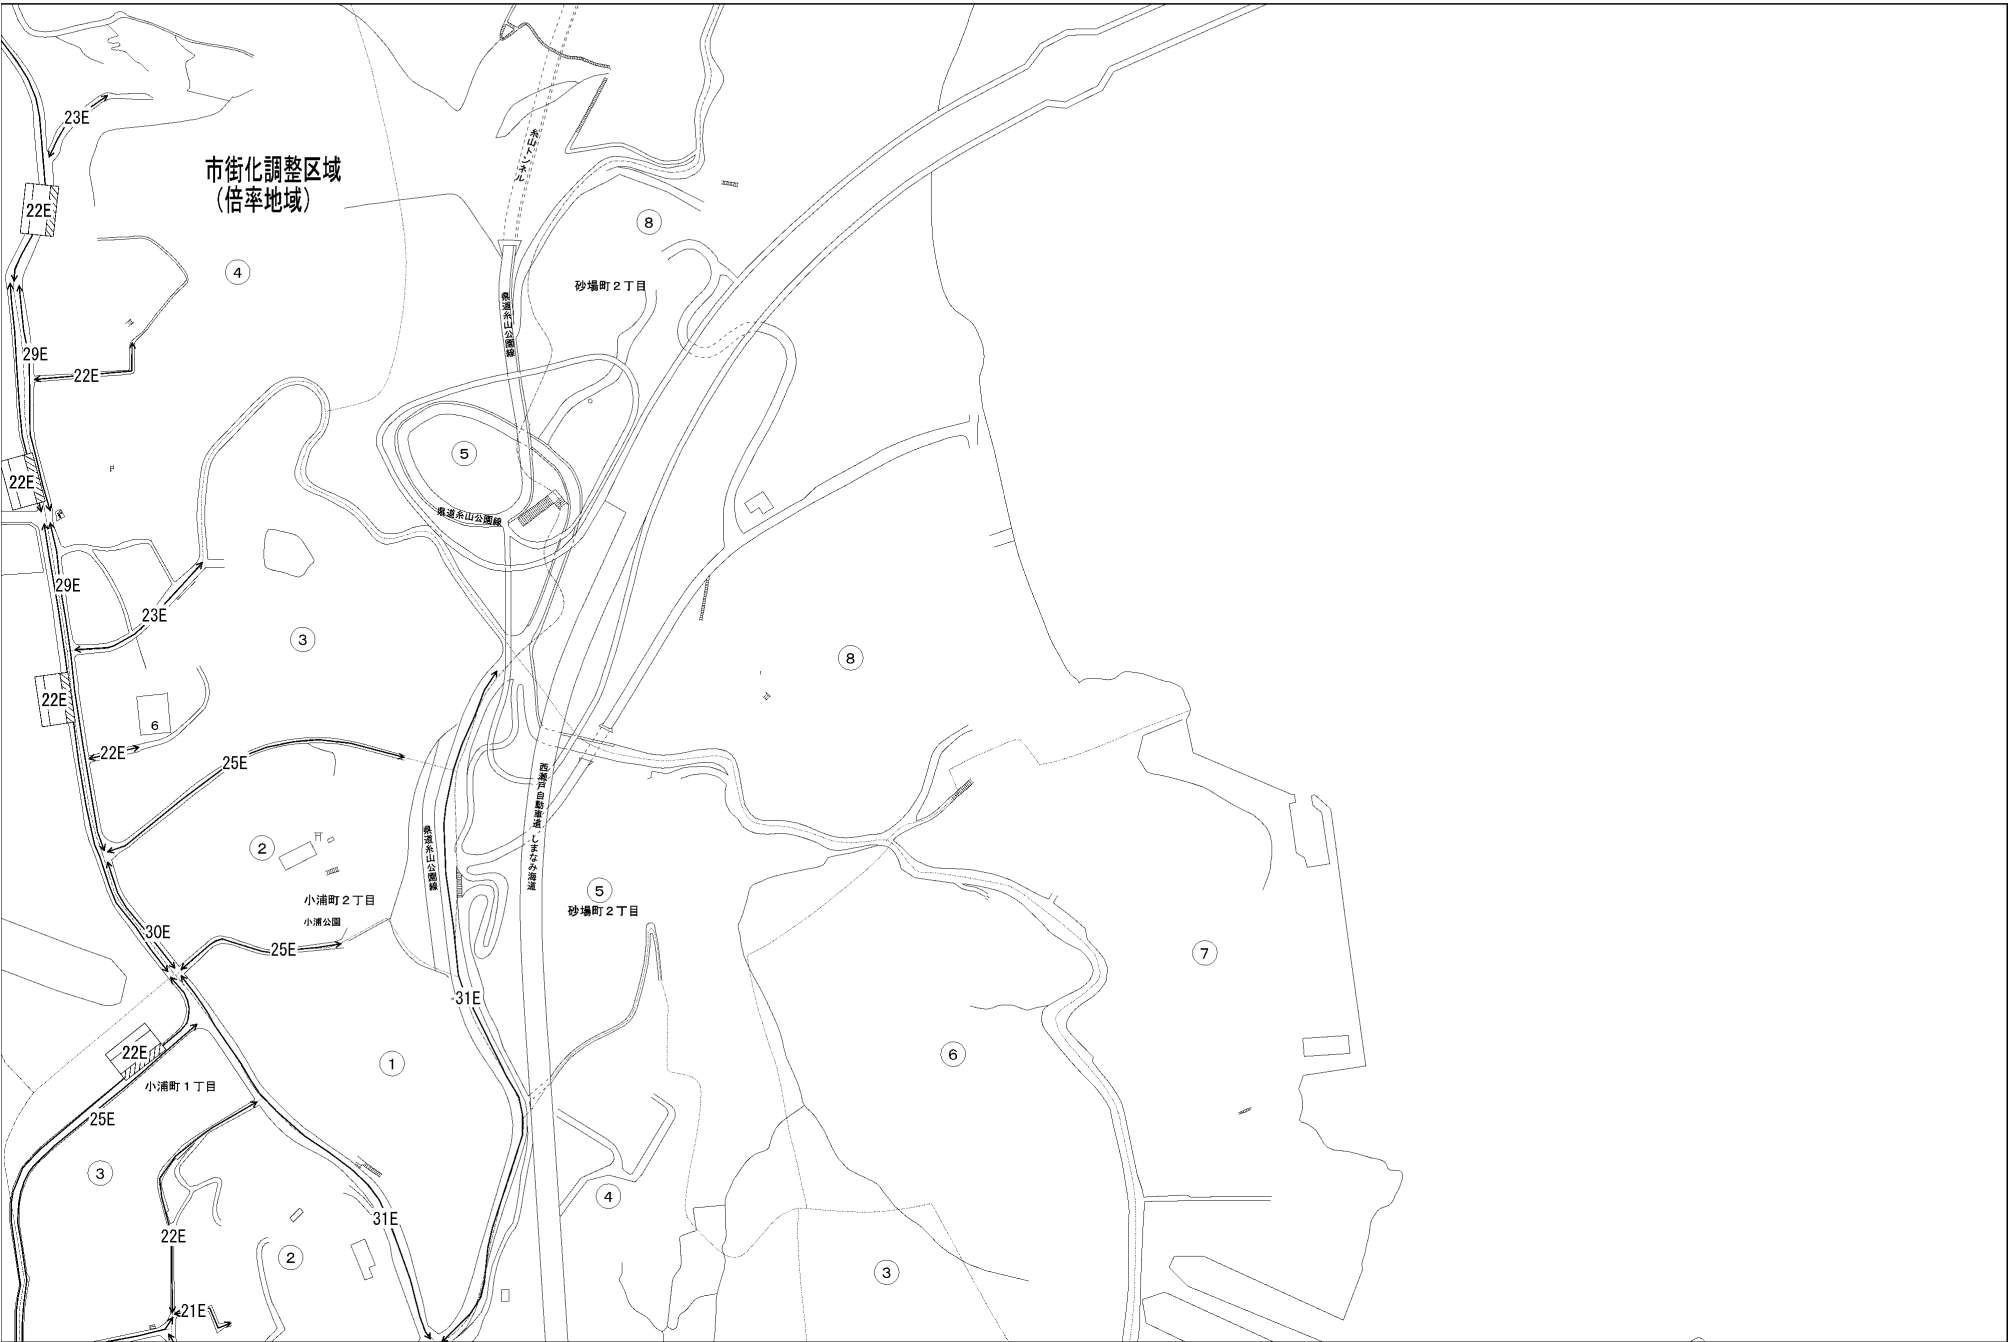 23E
市街化調整区域
（倍率地域）
22E
④
29E
22E
糸山トンネル
⑧
砂場町２丁目
県道糸山公園線
⑤
県道糸山公園線
22E
29E
23E
③
⑧
22E
6
22E
25E
②
小浦町２丁目
小浦公園
県道糸山公園線
西瀬戸自動車道 しまなみ海道
⑤
砂場町２丁目
30E
25E
31E
⑦
①
⑥
22E
小浦町１丁目
25E
③
④
31E
22E
②
③
21E